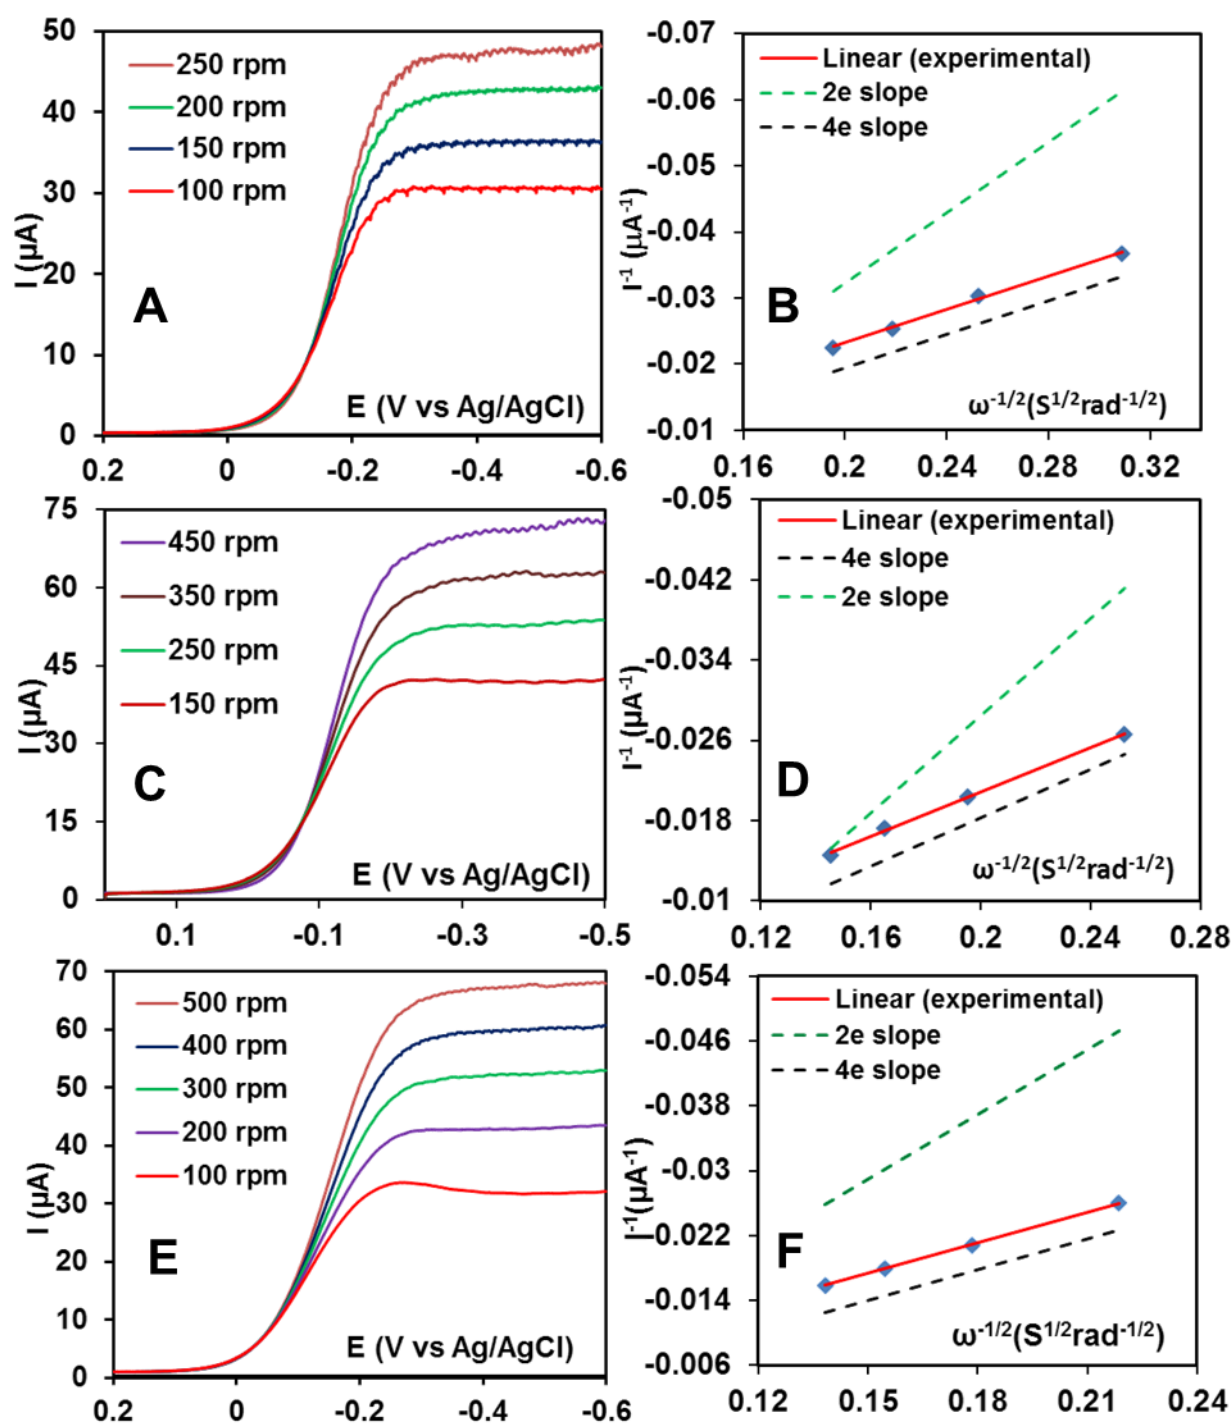 50
40
30
20
10
0
I (µA)
250 rpm
200 rpm
150 rpm
100 rpm
A
E (V vs Ag/AgCl)
0.2 0 -0.2 -0.4 -0.6
-0.07
-0.06
-0.05
-0.04
-0.03
-0.02
-0.01
I⁻¹ (µA⁻¹)
Linear (experimental)
2e slope
4e slope
B
ω⁻¹/²(S¹/²rad⁻¹/²)
0.16 0.2 0.24 0.28 0.32
75
60
45
30
15
0
I (µA)
450 rpm
350 rpm
250 rpm
150 rpm
C
E (V vs Ag/AgCl)
0.1 -0.1 -0.3 -0.5
-0.05
-0.042
-0.034
-0.026
-0.018
-0.01
I⁻¹ (µA⁻¹)
Linear (experimental)
4e slope
2e slope
D
ω⁻¹/²(S¹/²rad⁻¹/²)
0.12 0.16 0.2 0.24 0.28
70
60
50
40
30
20
10
0
I (µA)
500 rpm
400 rpm
300 rpm
200 rpm
100 rpm
E
E (V vs Ag/AgCl)
0.2 0 -0.2 -0.4 -0.6
-0.054
-0.046
-0.038
-0.03
-0.022
-0.014
-0.006
I⁻¹(µA⁻¹)
Linear (experimental)
2e slope
4e slope
F
ω⁻¹/²(S¹/²rad⁻¹/²)
0.12 0.15 0.18 0.21 0.24